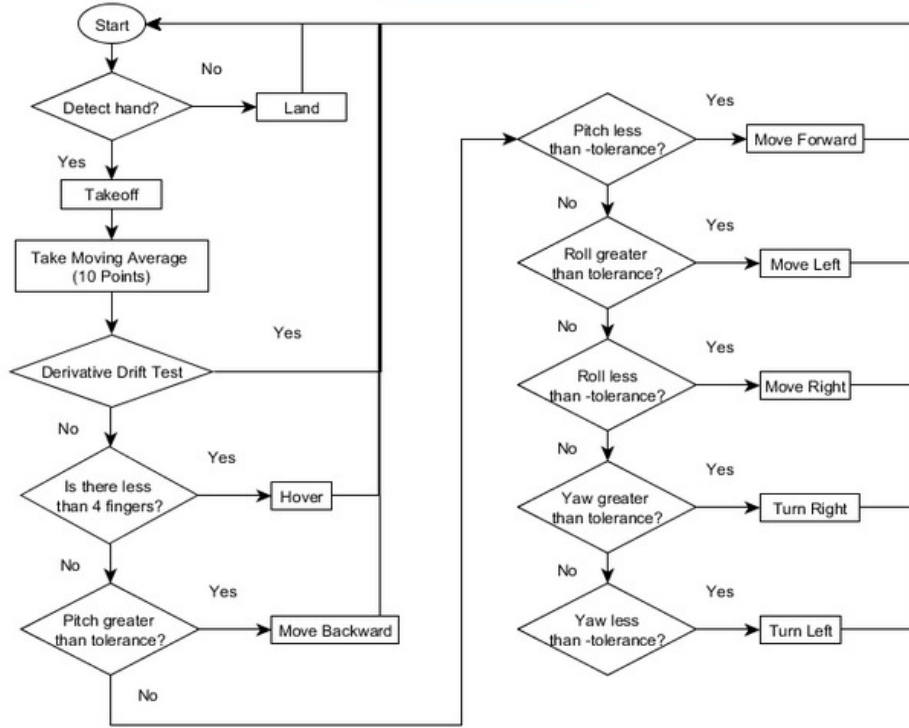 Start
No
Detect hand?
Land
Yes
Takeoff
Take Moving Average
(10 Points)
Yes
Derivative Drift Test
No
Yes
Is there less
than 4 fingers?
Hover
No
Yes
Pitch greater
than tolerance?
Move Backward
No
Yes
Pitch less
than -tolerance?
Move Forward
No
Yes
Roll greater
than tolerance?
Move Left
No
Yes
Roll less
than -tolerance?
Move Right
No
Yes
Yaw greater
than tolerance?
Turn Right
No
Yes
Yaw less
than -tolerance?
Turn Left